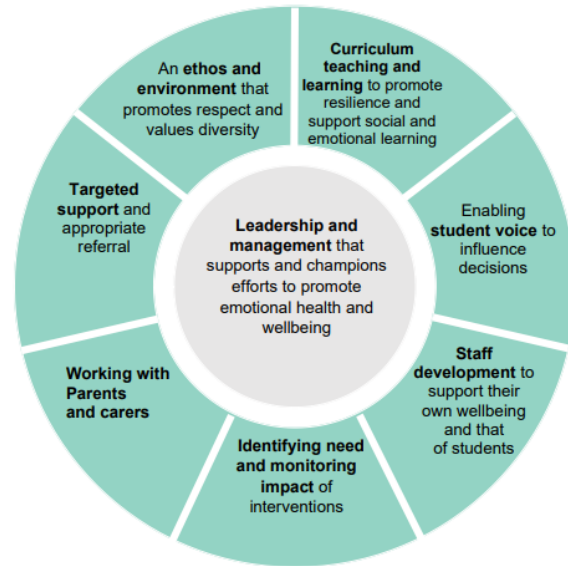 An ethos and
environment that
promotes respect and
values diversity
Curriculum
teaching and
learning to promote
resilience and
support social and
emotional learning
Enabling
student voice to
influence
decisions
Staff
development to
support their
own wellbeing
and that
of students
Identifying need
and monitoring
impact of
interventions
Working with
Parents
and carers
Targeted
support and
appropriate
referral
Leadership and
management that
supports and champions
efforts to promote
emotional health and
wellbeing